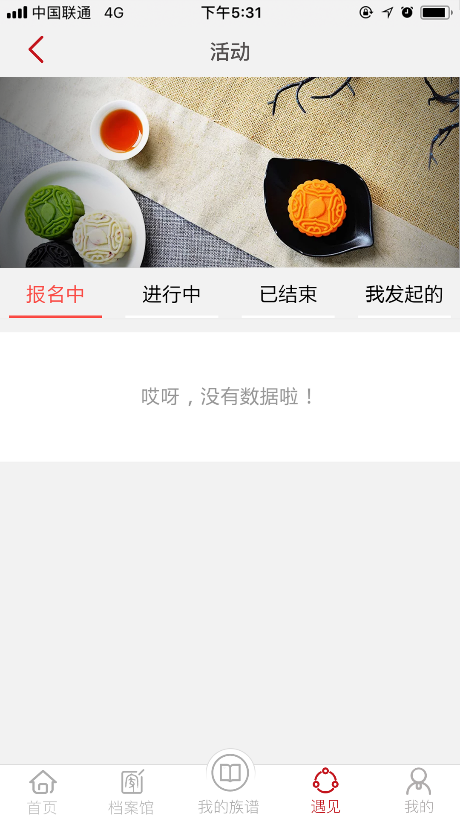 中国联通 4G 下午5:31
活动
报名中 进行中 已结束 我发起的
哎呀，没有数据啦！
首页 档案馆 我的族谱 遇见 我的